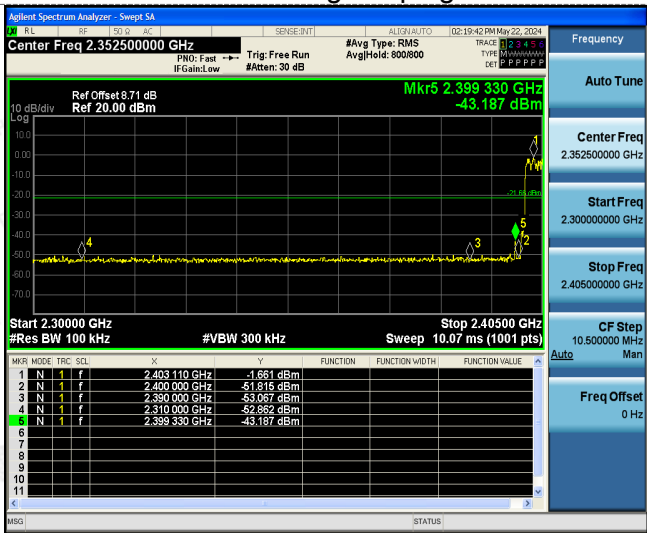 Agilent Spectrum Analyzer - Swept SA
RL RF 50 Ω AC SENSE:INT ALIGN AUTO 02:19:42 PM May 22, 2024
Center Freq 2.352500000 GHz #Avg Type: RMS TRACE 1 2 3 4 5 6
PNO: Fast Trig: Free Run Avg|Hold: 800/800 TYPE M
IFGain:Low #Atten: 30 dB DET P P P P P P
Mkr5 2.399 330 GHz
Ref Offset 8.71 dB
10 dB/div Ref 20.00 dBm -43.187 dBm
Log
10.0
0.00
-10.0
-20.0
-30.0
-40.0
-50.0
-60.0
-70.0
1
-21.66 dBm
5
4
3
2
Start 2.30000 GHz Stop 2.40500 GHz
#Res BW 100 kHz #VBW 300 kHz Sweep 10.07 ms (1001 pts)
MKR MODE TRC SCL X Y FUNCTION FUNCTION WIDTH FUNCTION VALUE
1 N 1 f 2.403 110 GHz -1.661 dBm
2 N 1 f 2.400 000 GHz -51.815 dBm
3 N 1 f 2.390 000 GHz -53.067 dBm
4 N 1 f 2.310 000 GHz -52.862 dBm
5 N 1 f 2.399 330 GHz -43.187 dBm
6
7
8
9
10
11
MSG STATUS
Frequency
Auto Tune
Center Freq
2.352500000 GHz
Start Freq
2.300000000 GHz
Stop Freq
2.405000000 GHz
CF Step
10.500000 MHz
Auto Man
Freq Offset
0 Hz